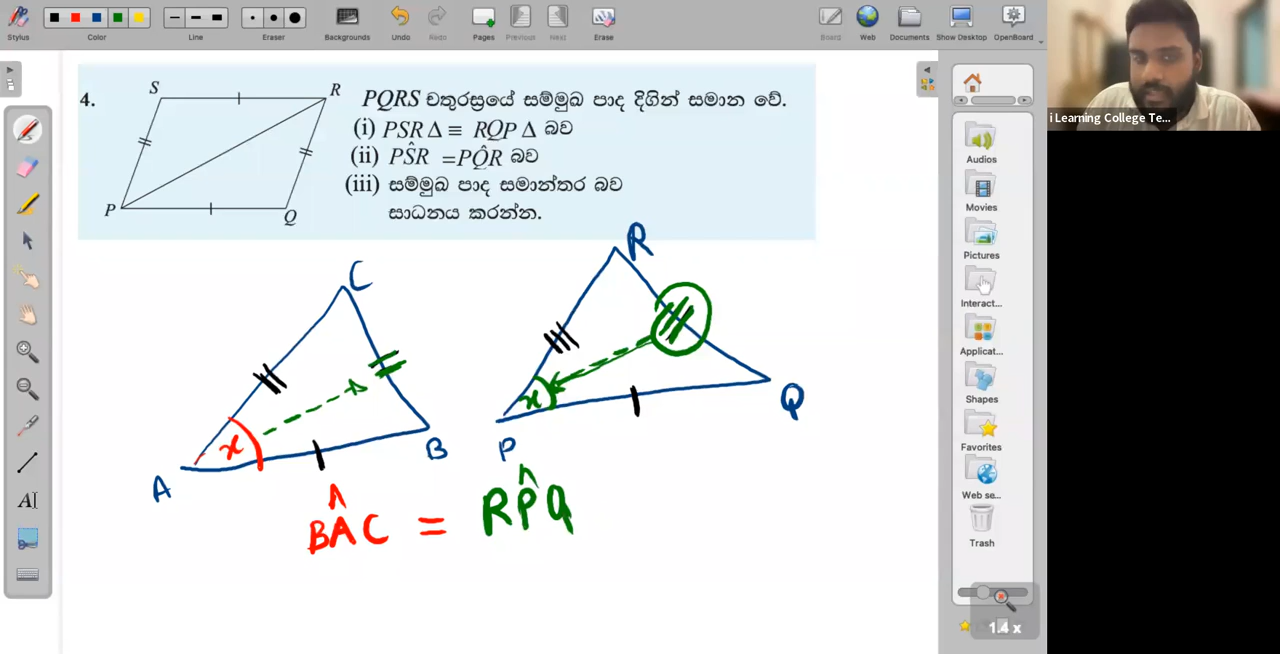 Stylus Color Line Eraser Backgrounds Undo Redo Pages Previous Next Erase Board Web Documents Show Desktop OpenBoard
i Learning College Te...
4.
S R
P Q
PQRS චතුරස්‍රයේ සම්මුඛ පාද දිගින් සමාන වේ.
(i) PSR Δ ≡ RQP Δ බව
(ii) PŜR = PQ̂R බව
(iii) සම්මුඛ පාද සමාන්තර බව
සාධනය කරන්න.
C
R
x
x
A
B
P
Q
BÂC = RP̂Q
Audios
Movies
Pictures
Interact...
Applicat...
Shapes
Favorites
Web se...
Trash
1.4 x